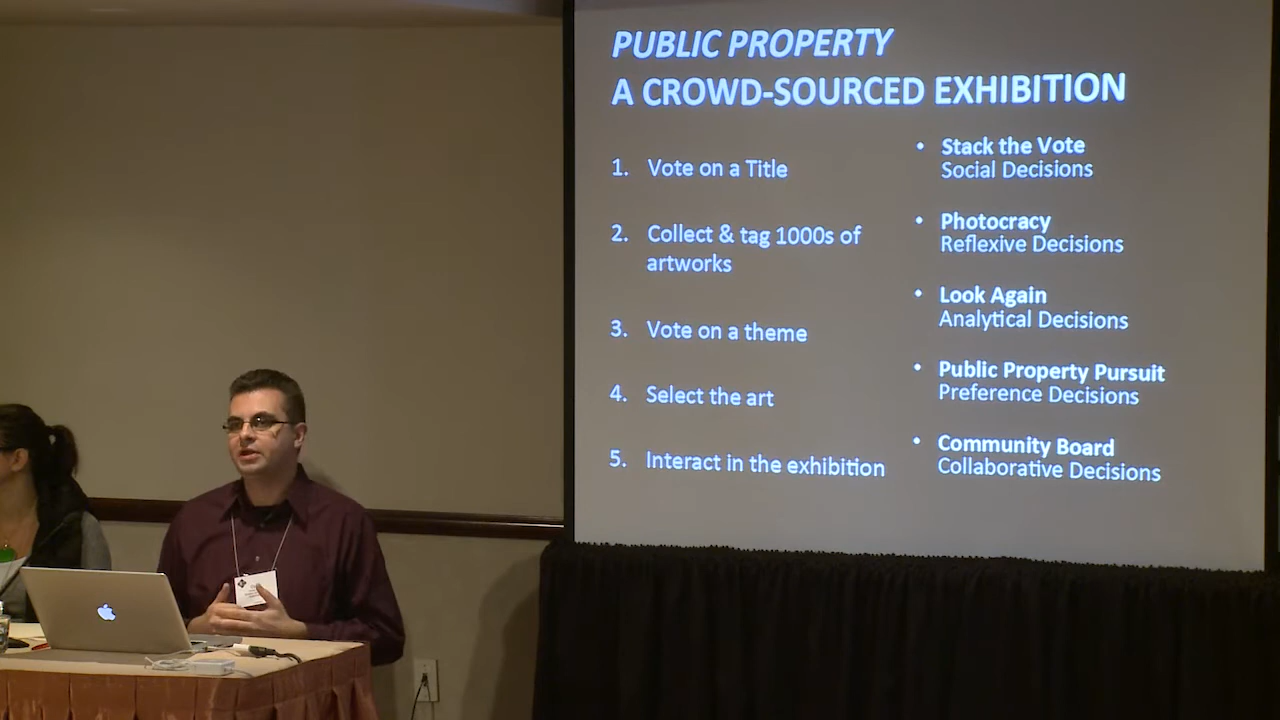 PUBLIC PROPERTY
A CROWD-SOURCED EXHIBITION
1. Vote on a Title
2. Collect & tag 1000s of
artworks
3. Vote on a theme
4. Select the art
5. Interact in the exhibition
• Stack the Vote
Social Decisions
• Photocracy
Reflexive Decisions
• Look Again
Analytical Decisions
• Public Property Pursuit
Preference Decisions
• Community Board
Collaborative Decisions